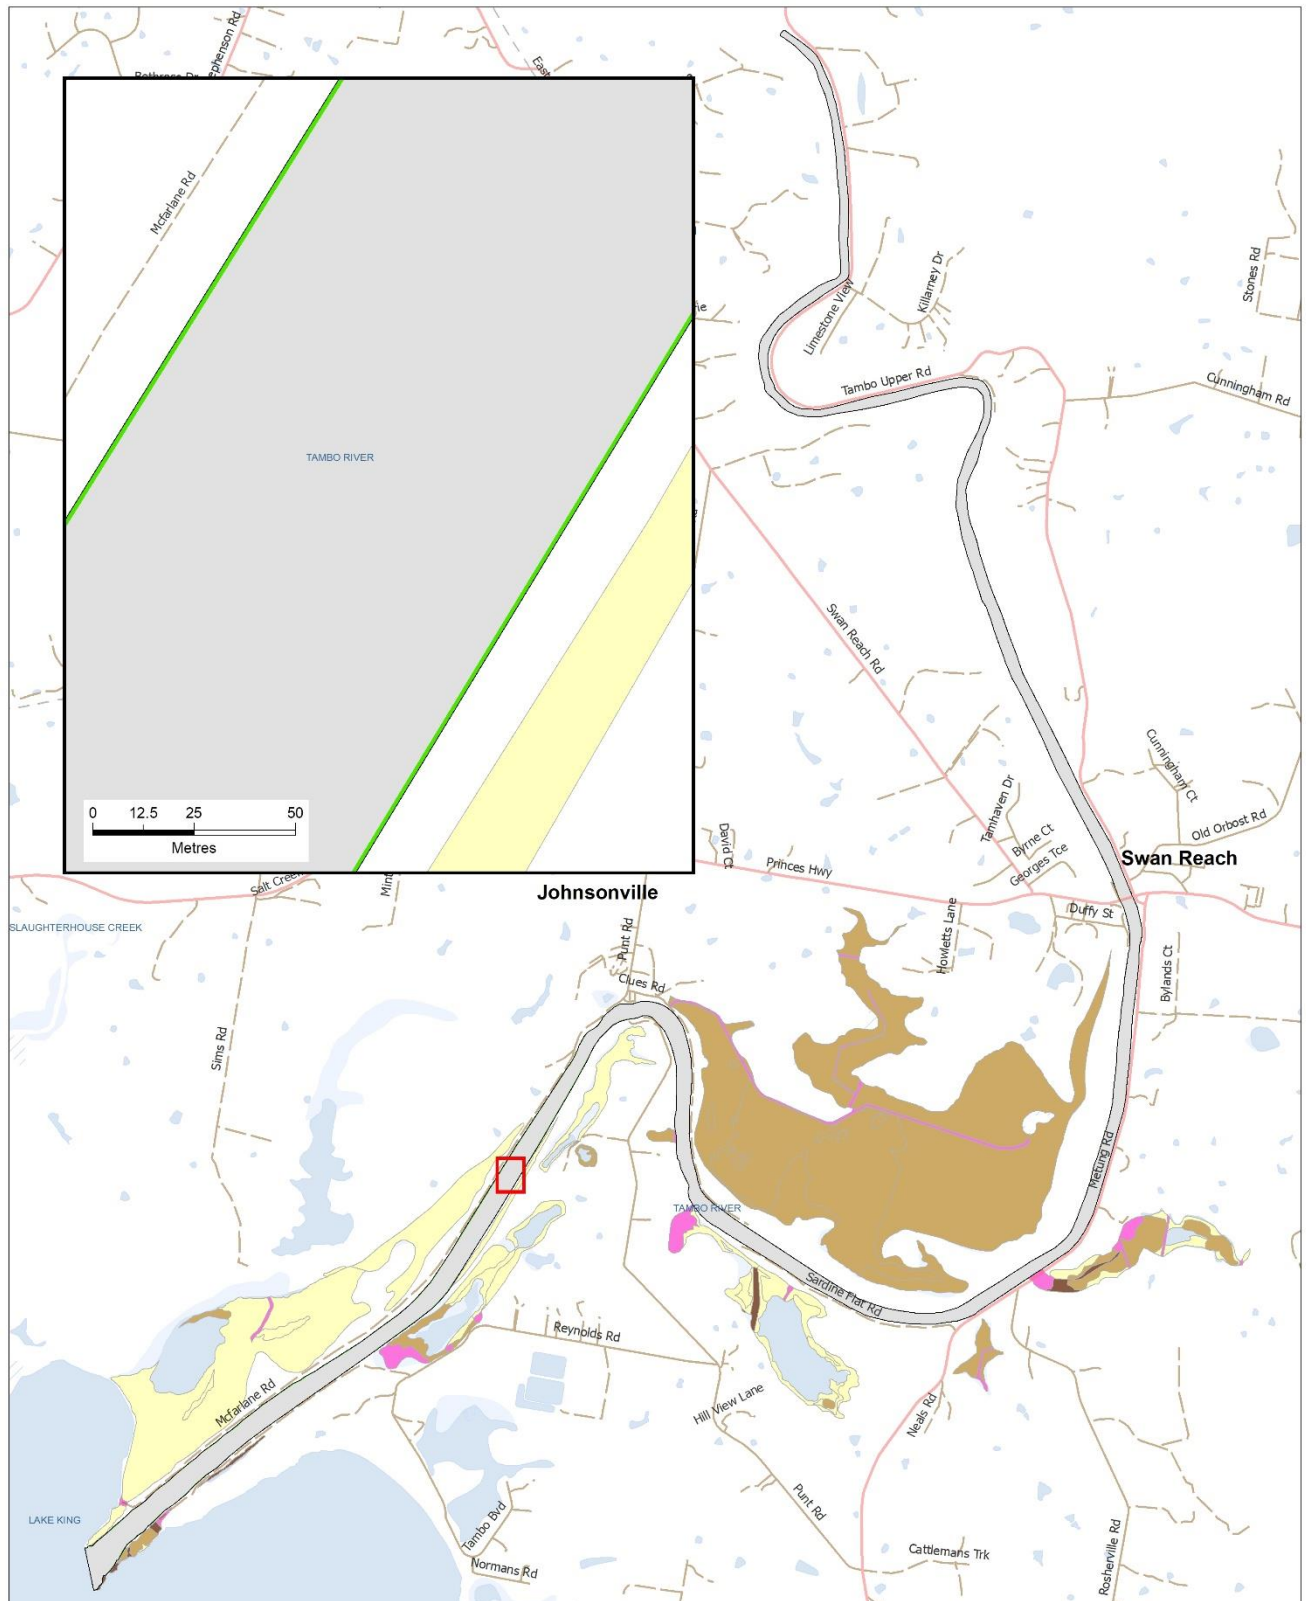 Killarney Dr
Stones Rd
Limestone View
Mcfarlane Rd
Tambo Upper Rd
Cunningham Rd
TAMBO RIVER
Swan Reach Rd
Cunningham Ct
Tamhaven Dr
0 12.5 25 50
Metres
Old Orbost Rd
David Ct
Byrne Ct
Georges Tce
Swan Reach
Princes Hwy
Salt Creek
Johnsonville
Duffy St
SLAUGHTERHOUSE CREEK
Punt Rd
Howletts Lane
Bylands Ct
Clues Rd
Sims Rd
Metung Rd
TAMBO RIVER
Sardine Flat Rd
Reynolds Rd
Mcfarlane Rd
Hill View Lane
Neals Rd
Punt Rd
LAKE KING
Tambo Bvd
Cattlemans Trk
Normans Rd
Rosherville Rd